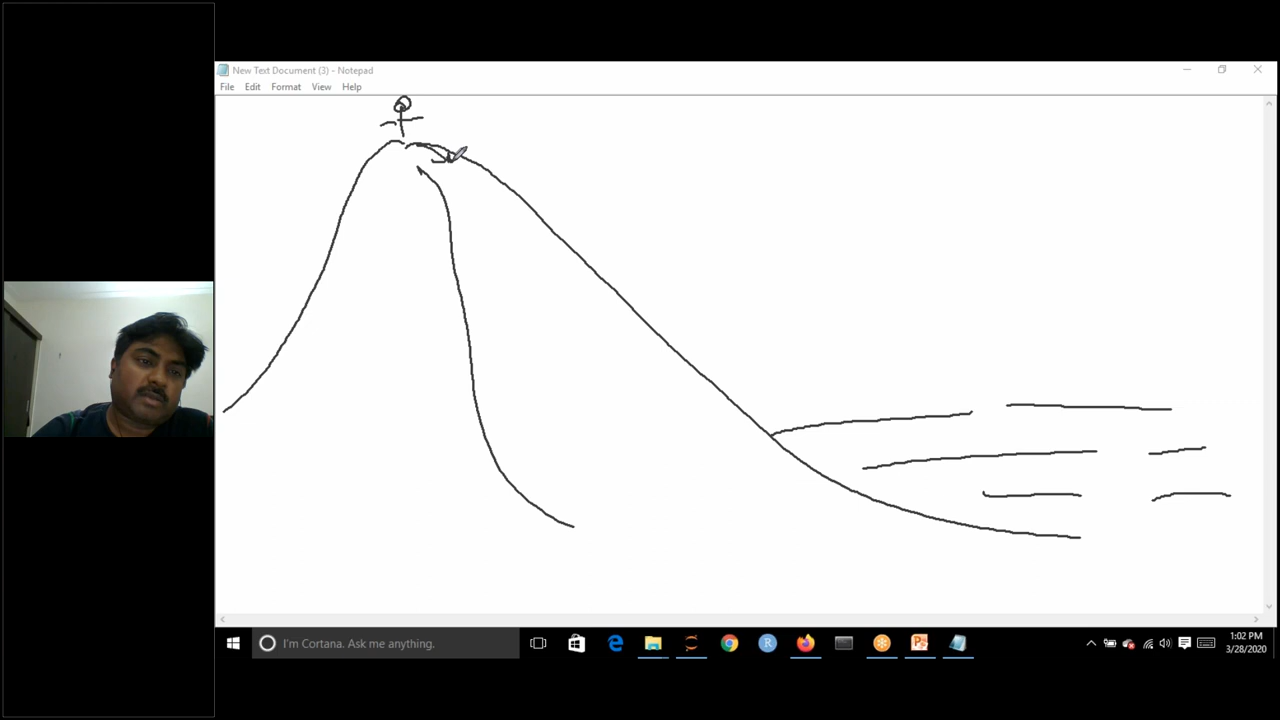 New Text Document (3) - Notepad
File Edit Format View Help
I'm Cortana. Ask me anything.
R
1:02 PM
3/28/2020